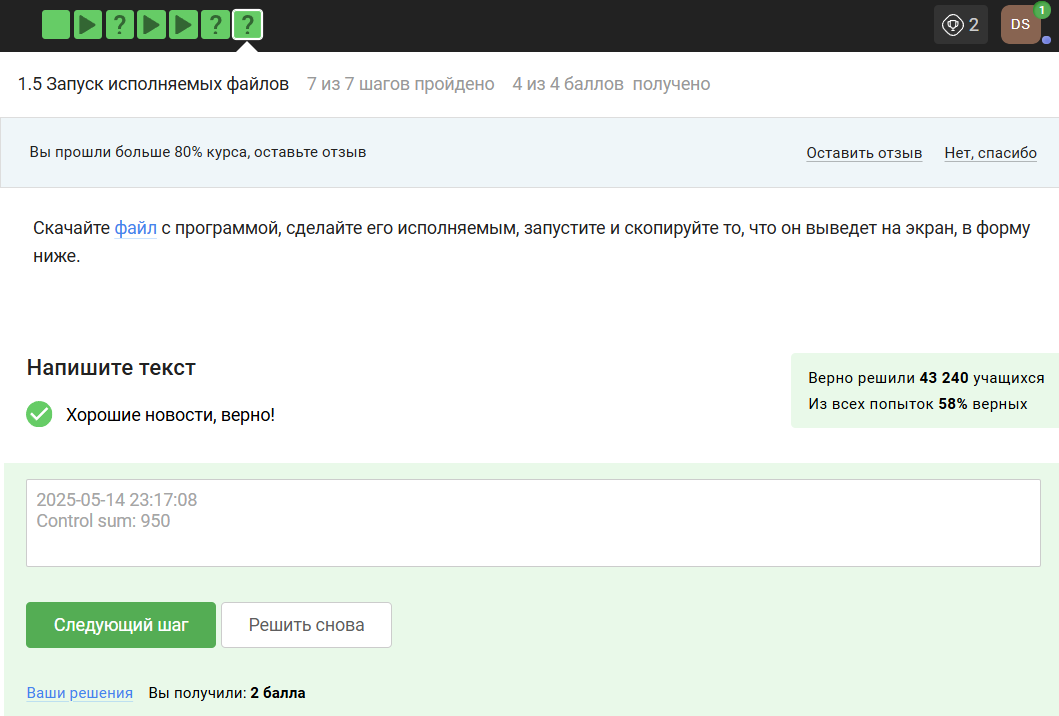 ? ? ?
2
DS
1
1.5 Запуск исполняемых файлов 7 из 7 шагов пройдено 4 из 4 баллов получено
Вы прошли больше 80% курса, оставьте отзыв Оставить отзыв Нет, спасибо
Скачайте файл с программой, сделайте его исполняемым, запустите и скопируйте то, что он выведет на экран, в форму
ниже.
Напишите текст
Хорошие новости, верно!
Верно решили 43 240 учащихся
Из всех попыток 58% верных
2025-05-14 23:17:08
Control sum: 950
Следующий шаг Решить снова
Ваши решения Вы получили: 2 балла